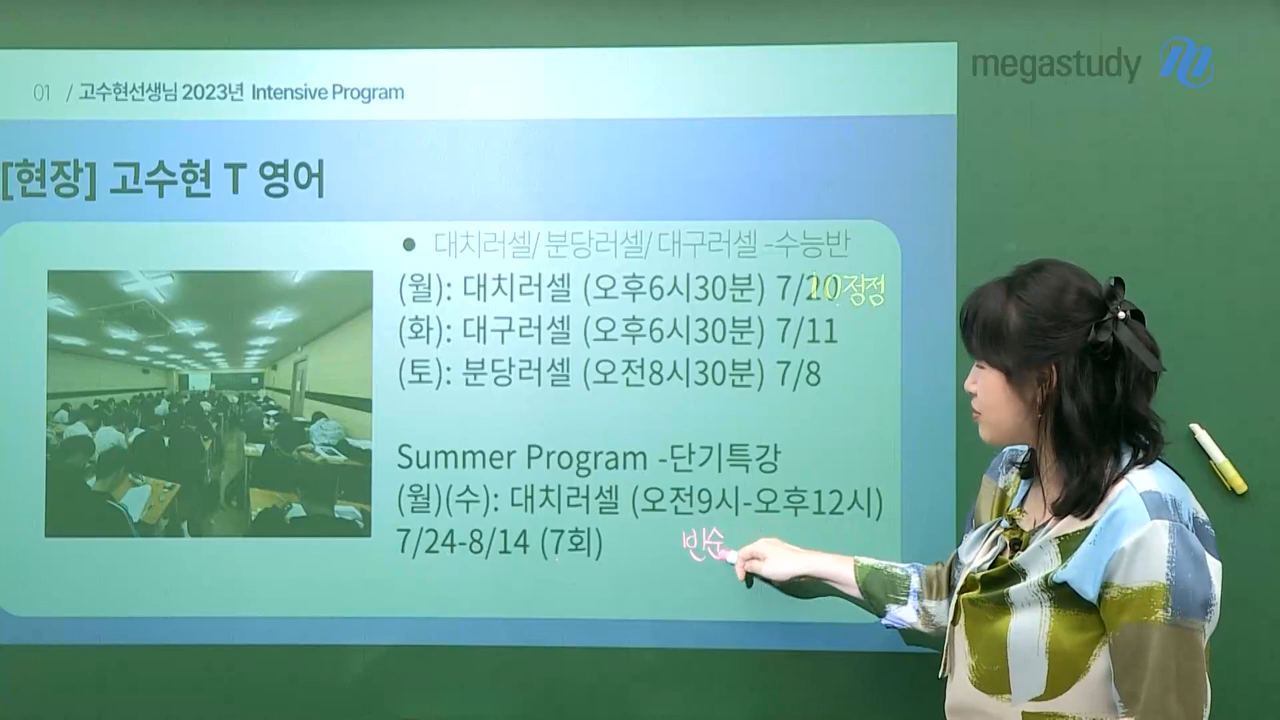 megastudy
01 / 고수현선생님 2023년 Intensive Program
[현장] 고수현 T 영어
● 대치러셀/ 분당러셀/ 대구러셀 -수능반
(월): 대치러셀 (오후6시30분) 7/ 10정정
(화): 대구러셀 (오후6시30분) 7/11
(토): 분당러셀 (오전8시30분) 7/8
Summer Program -단기특강
(월)(수): 대치러셀 (오전9시-오후12시)
7/24-8/14 (7회)
빈순